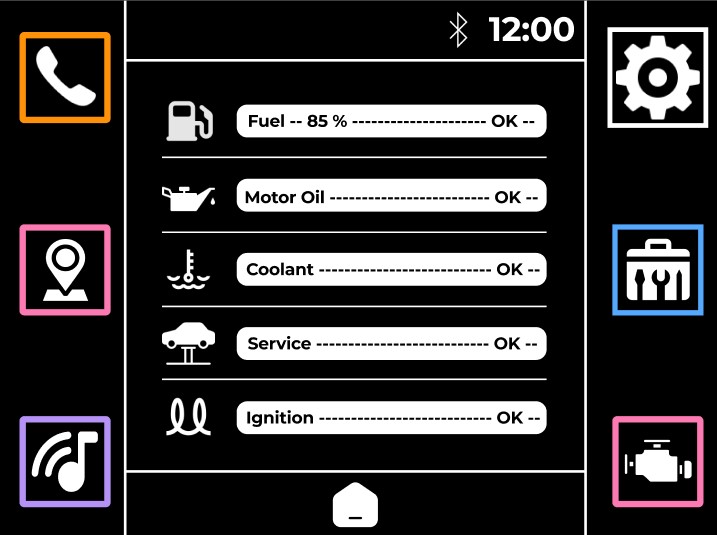 12:00
Fuel -- 85 % --------------------- OK --
Motor Oil ------------------------- OK --
Coolant --------------------------- OK --
Service --------------------------- OK --
Ignition --------------------------- OK --